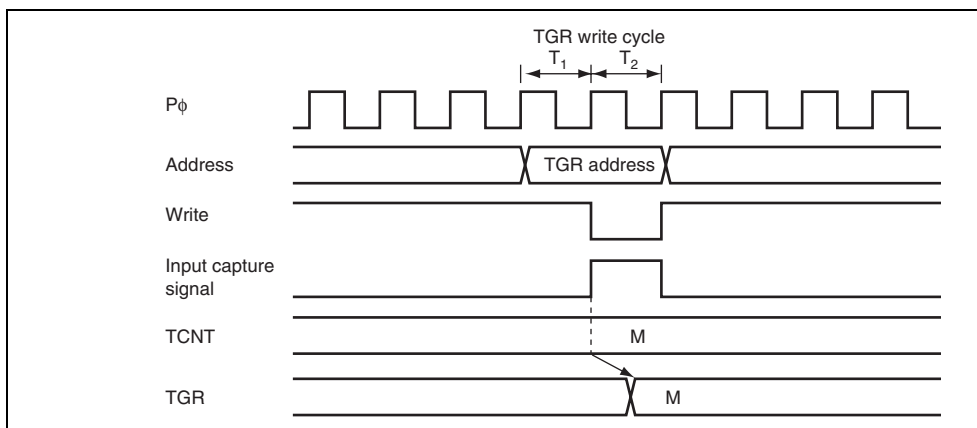 TGR write cycle
T₁ T₂
Pϕ
Address
TGR address
Write
Input capture
signal
TCNT
M
TGR
M